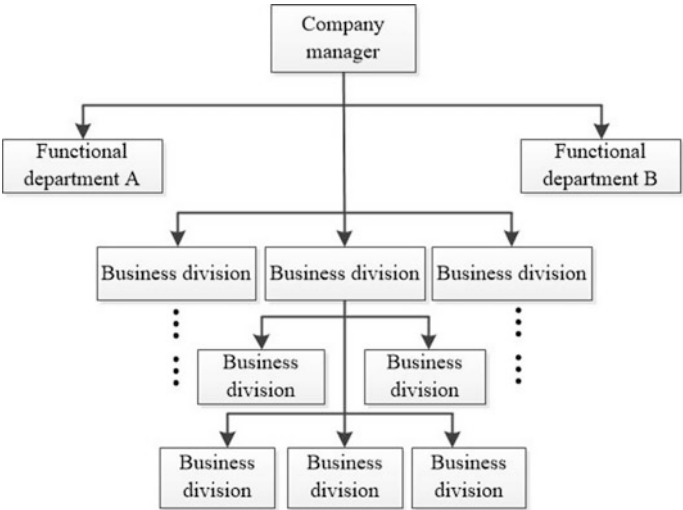 Company
manager
Functional
department A
Functional
department B
Business division
Business division
Business division
Business
division
Business
division
Business
division
Business
division
Business
division